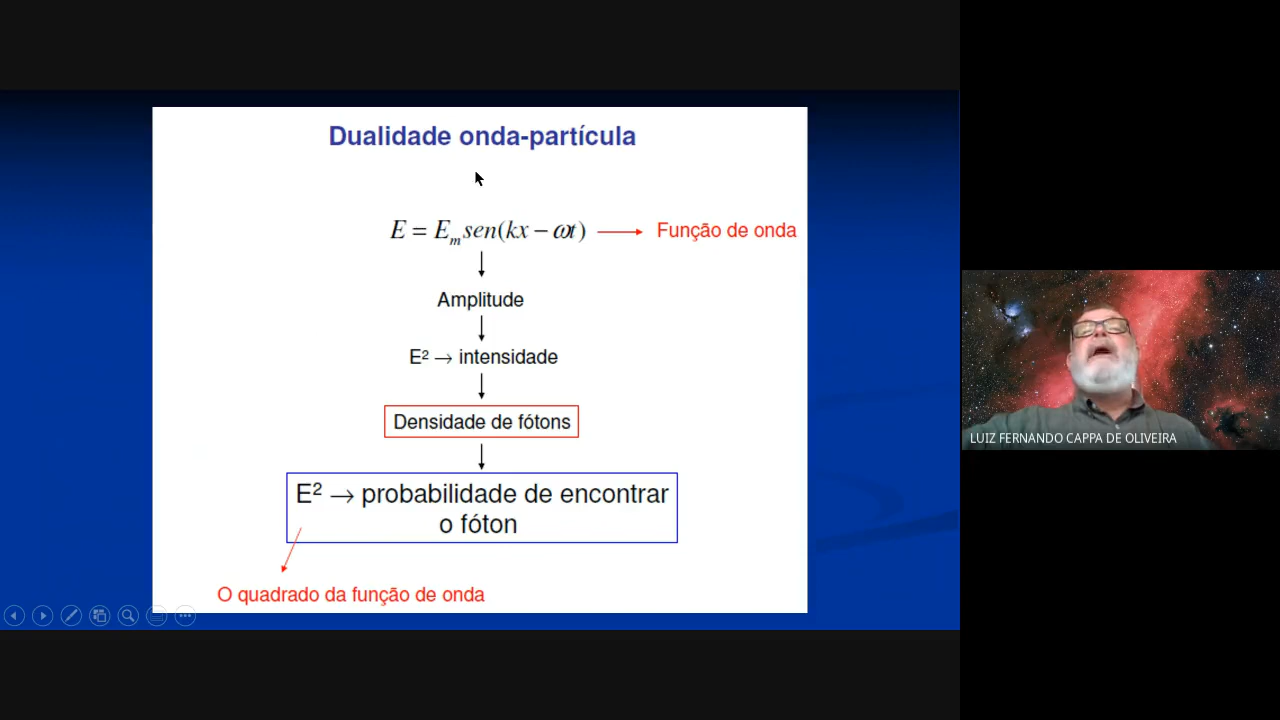 Dualidade onda-partícula
E = Eₘ sen(kx − ωt) → Função de onda
Amplitude
E² → intensidade
Densidade de fótons
E² → probabilidade de encontrar
o fóton
O quadrado da função de onda
LUIZ FERNANDO CAPPA DE OLIVEIRA